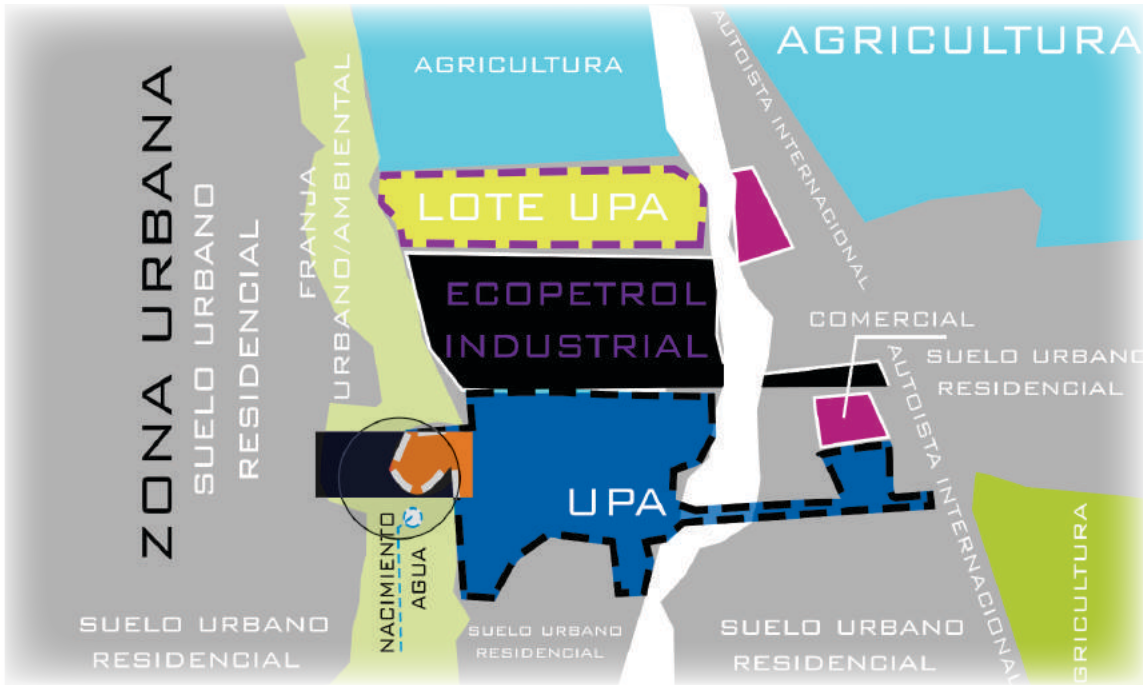 ZONA URBANA
SUELO URBANO
RESIDENCIAL
FRANJA
URBANO/AMBIENTAL
AGRICULTURA
AUTOISTA INTERNACIONAL
AGRICULTURA
LOTE UPA
ECOPETROL
INDUSTRIAL
COMERCIAL
SUELO URBANO
RESIDENCIAL
AUTOISTA INTERNACIONAL
UPA
NACIMIENTO
AGUA
SUELO URBANO
RESIDENCIAL
SUELO URBANO
RESIDENCIAL
SUELO URBANO
RESIDENCIAL
GRICULTURA